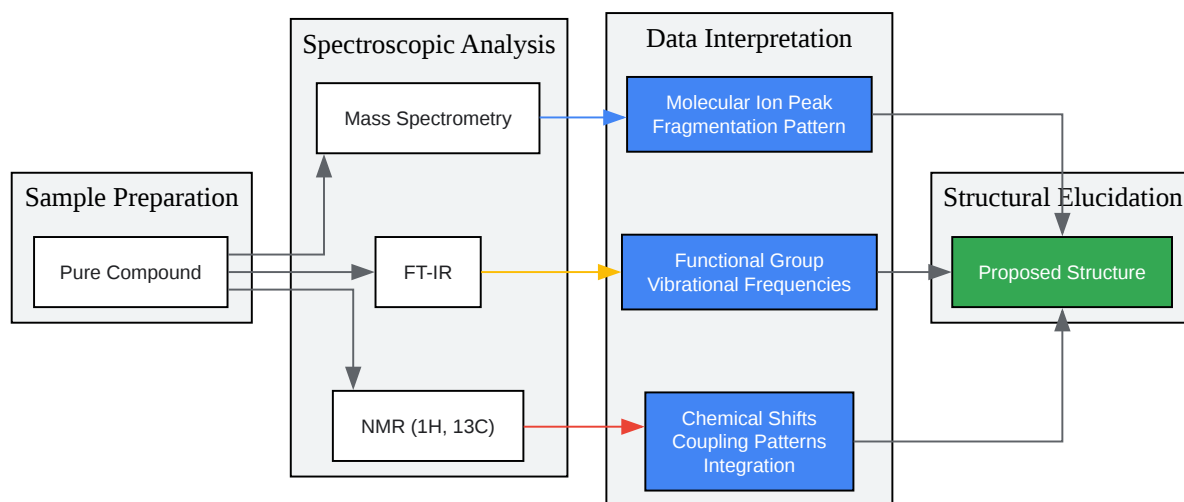 Sample Preparation
Pure Compound
Spectroscopic Analysis
Mass Spectrometry
FT-IR
NMR (1H, 13C)
Data Interpretation
Molecular Ion Peak
Fragmentation Pattern
Functional Group
Vibrational Frequencies
Chemical Shifts
Coupling Patterns
Integration
Structural Elucidation
Proposed Structure